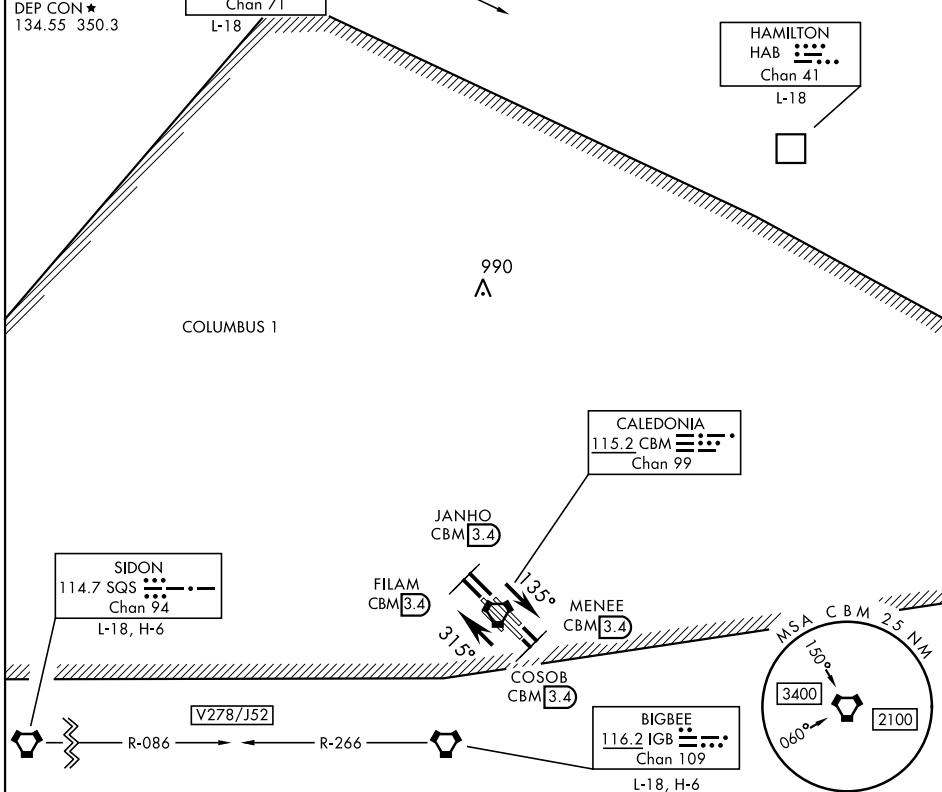 DEP CON★
134.55 350.3
Chan 71
L-18
HAMILTON
HAB
Chan 41
L-18
990
COLUMBUS 1
CALEDONIA
115.2 CBM
Chan 99
JANHO
CBM 3.4
135°
SIDON
114.7 SQS
Chan 94
L-18, H-6
FILAM
CBM 3.4
315°
MENEE
CBM 3.4
COSOB
CBM 3.4
MSA CBM 25 NM
150°
3400
2100
060°
V278/J52
R-086
R-266
BIGBEE
116.2 IGB
Chan 109
L-18, H-6